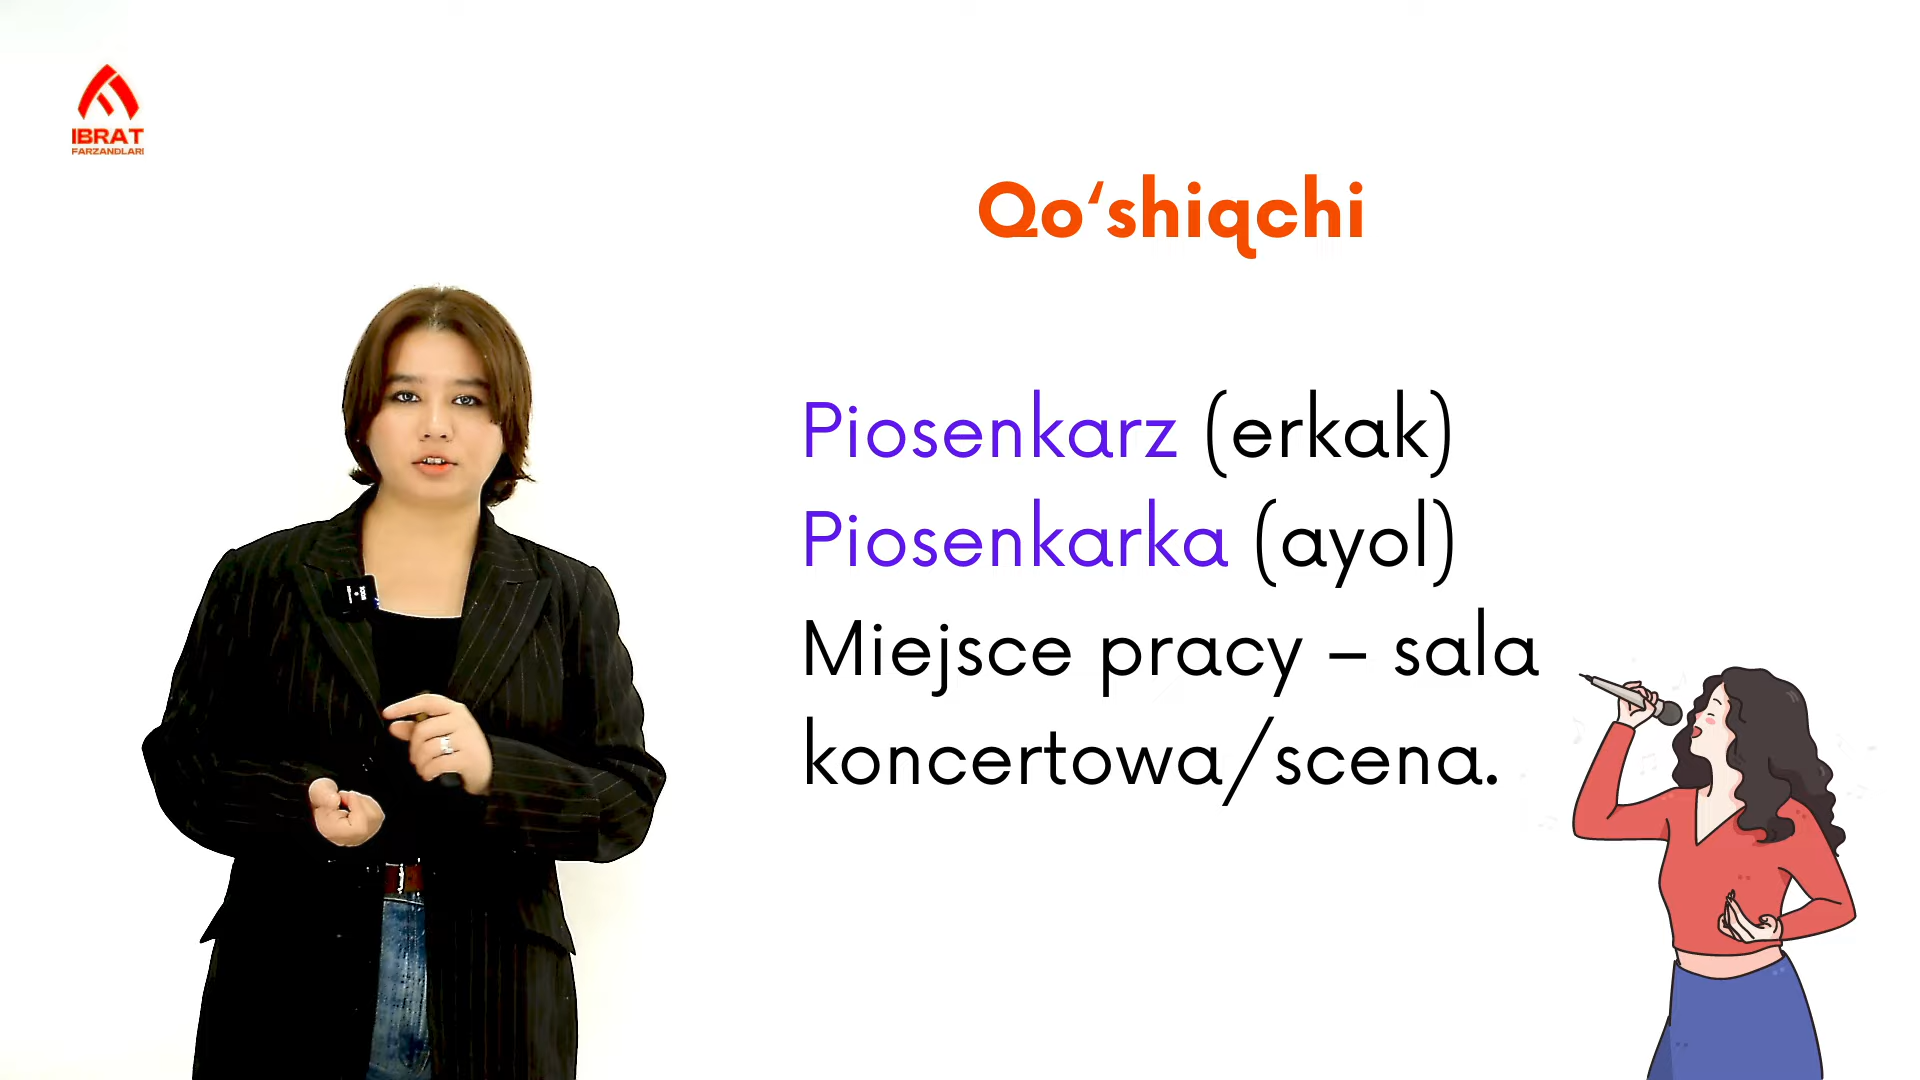 IBRAT
FARZANDLARI
Qo‘shiqchi
Piosenkarz (erkak)
Piosenkarka (ayol)
Miejsce pracy – sala
koncertowa/scena.